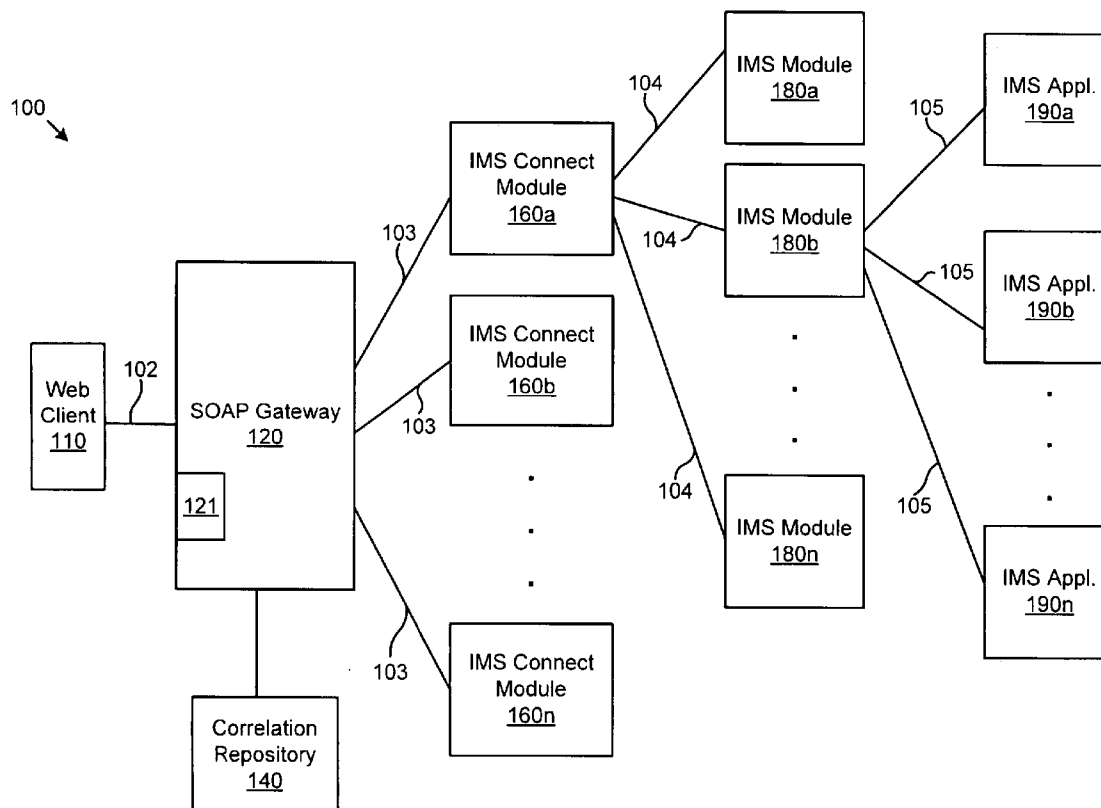 100
Web
Client
110
102
SOAP Gateway
120
121
Correlation
Repository
140
103
103
103
IMS Connect
Module
160a
IMS Connect
Module
160b
IMS Connect
Module
160n
104
104
104
IMS Module
180a
IMS Module
180b
IMS Module
180n
105
105
105
IMS Appl.
190a
IMS Appl.
190b
IMS Appl.
190n